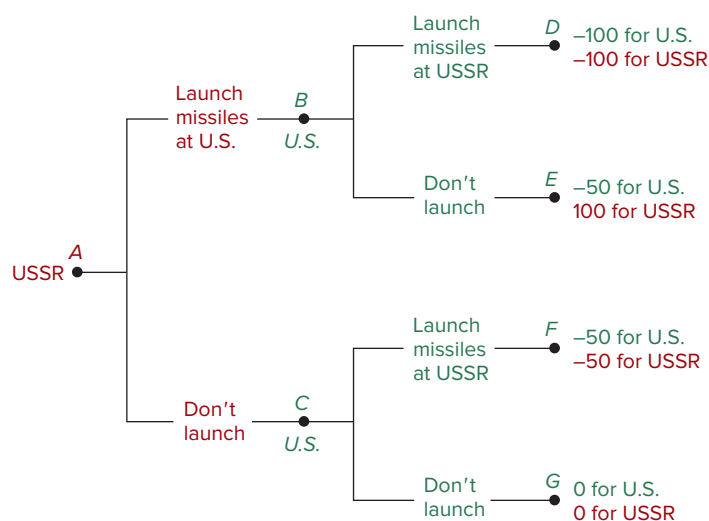 Launch
missiles
at USSR
D
–100 for U.S.
–100 for USSR
Launch
missiles
at U.S.
B
U.S.
Don't
launch
E
–50 for U.S.
100 for USSR
A
USSR
Launch
missiles
at USSR
F
–50 for U.S.
–50 for USSR
Don't
launch
C
U.S.
Don't
launch
G
0 for U.S.
0 for USSR